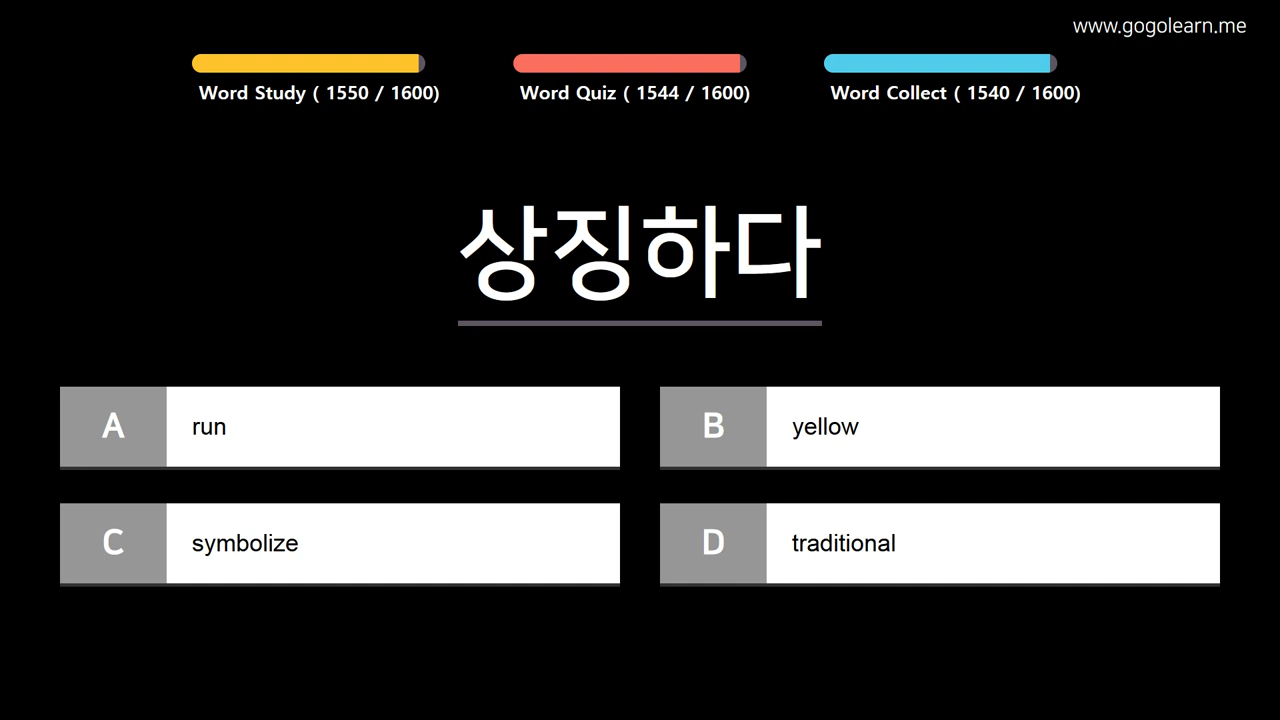 www.gogolearn.me
Word Study ( 1550 / 1600)
Word Quiz ( 1544 / 1600)
Word Collect ( 1540 / 1600)
상징하다
A run
B yellow
C symbolize
D traditional